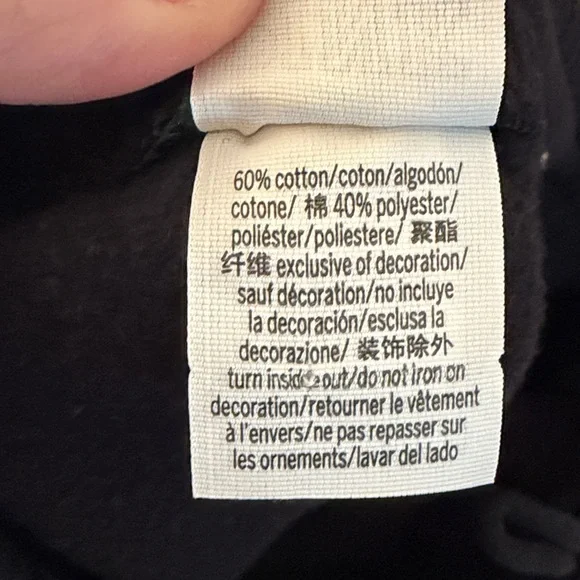 60% cotton/coton/algodón/
cotone/ 棉 40% polyester/
poliéster/poliestere/ 聚酯
纤维 exclusive of decoration/
sauf décoration/no incluye
la decoración/esclusa la
decorazione/ 装饰除外
turn inside out/do not iron on
decoration/retourner le vêtement
à l'envers/ne pas repasser sur
les ornements/lavar del lado